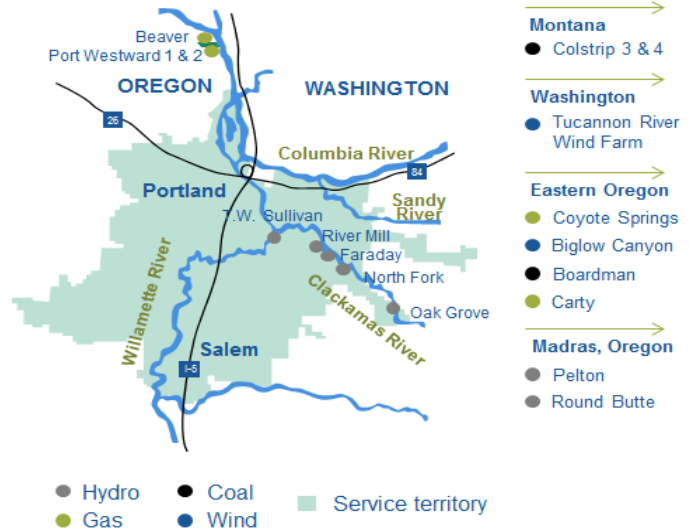 Beaver
Port Westward 1 & 2
OREGON
WASHINGTON
26
Columbia River
84
Portland
Sandy
River
T.W. Sullivan
River Mill
Faraday
North Fork
Willamette River
Clackamas River
Oak Grove
Salem
I-5
Montana
Colstrip 3 & 4
Washington
Tucannon River
Wind Farm
Eastern Oregon
Coyote Springs
Biglow Canyon
Boardman
Carty
Madras, Oregon
Pelton
Round Butte
Hydro
Coal
Service territory
Gas
Wind